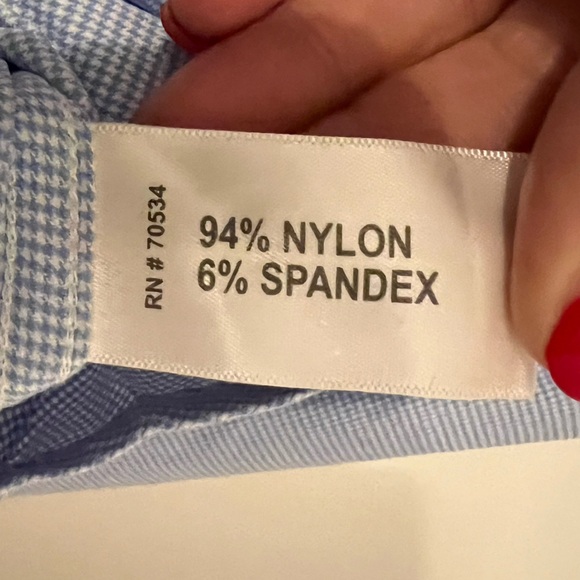 RN # 70534
94% NYLON
6% SPANDEX